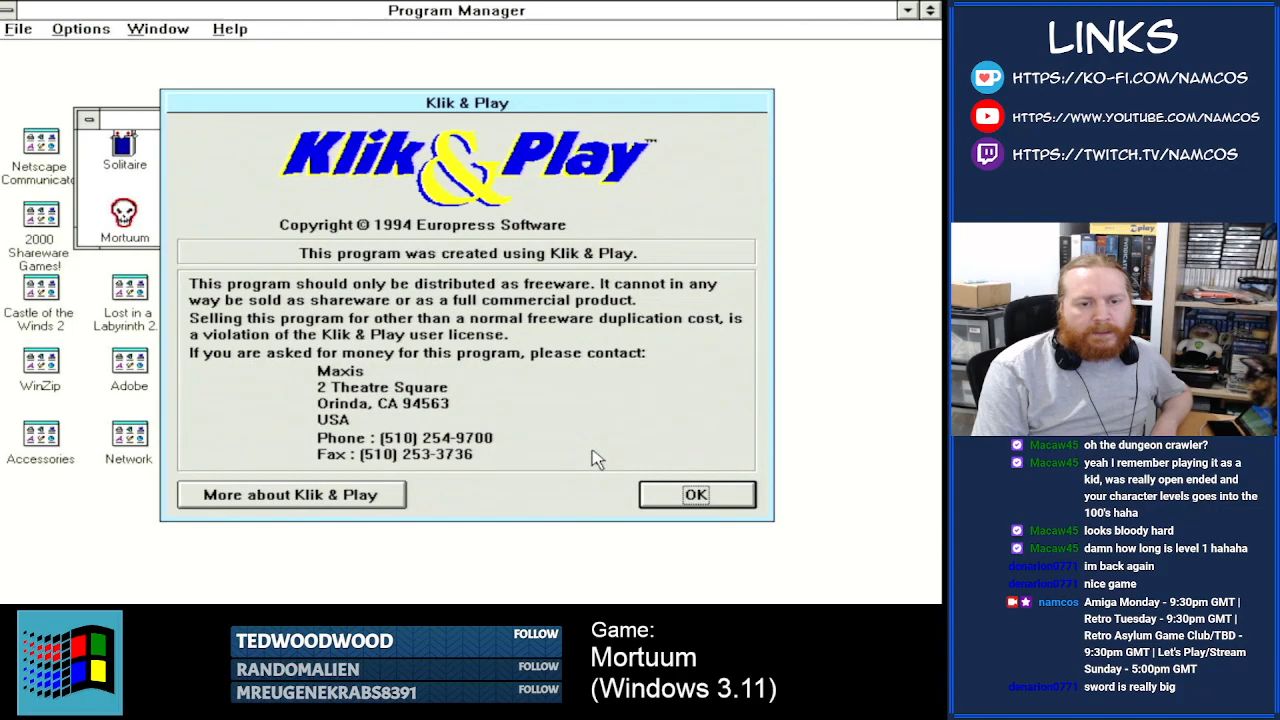 Program Manager
File Options Window Help
Netscape
Communicato
2000
Shareware
Games!
Castle of the
Winds 2
Lost in a
Labyrinth 2.
WinZip
Adobe
Accessories
Network
Solitaire
Mortuum
Klik & Play
Klik & Play™
Copyright © 1994 Europress Software
This program was created using Klik & Play.
This program should only be distributed as freeware. It cannot in any
way be sold as shareware or as a full commercial product.
Selling this program for other than a normal freeware duplication cost, is
a violation of the Klik & Play user license.
If you are asked for money for this program, please contact:
Maxis
2 Theatre Square
Orinda, CA 94563
USA
Phone : (510) 254-9700
Fax : (510) 253-3736
More about Klik & Play
OK
LINKS
HTTPS://KO-FI.COM/NAMCOS
HTTPS://WWW.YOUTUBE.COM/NAMCOS
HTTPS://TWITCH.TV/NAMCOS
Macaw45 oh the dungeon crawler?
Macaw45 yeah I remember playing it as a
kid, was really open ended and
your character levels goes into the
100's haha
Macaw45 looks bloody hard
Macaw45 damn how long is level 1 hahaha
denarion0771 im back again
denarion0771 nice game
namcos Amiga Monday - 9:30pm GMT |
Retro Tuesday - 9:30pm GMT |
Retro Asylum Game Club/TBD -
9:30pm GMT | Let's Play/Stream
Sunday - 5:00pm GMT
denarion0771 sword is really big
TEDWOODWOOD FOLLOW
RANDOMALIEN FOLLOW
MREUGENEKRABS8391 FOLLOW
Game:
Mortuum
(Windows 3.11)